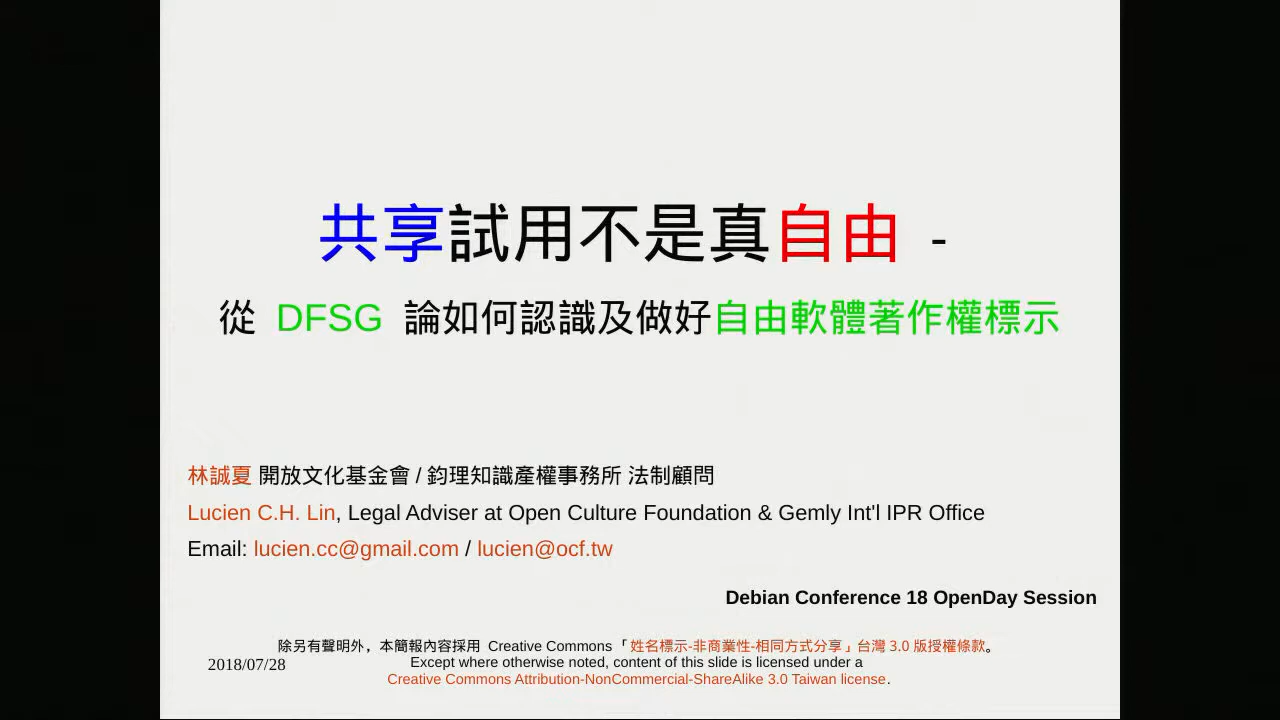 共享試用不是真自由 -
從 DFSG 論如何認識及做好自由軟體著作權標示
林誠夏 開放文化基金會 / 鈞理知識產權事務所 法制顧問
Lucien C.H. Lin, Legal Adviser at Open Culture Foundation & Gemly Int'l IPR Office
Email: lucien.cc@gmail.com / lucien@ocf.tw
Debian Conference 18 OpenDay Session
除另有聲明外，本簡報內容採用 Creative Commons「姓名標示-非商業性-相同方式分享」台灣 3.0 版授權條款。
2018/07/28
Except where otherwise noted, content of this slide is licensed under a
Creative Commons Attribution-NonCommercial-ShareAlike 3.0 Taiwan license.